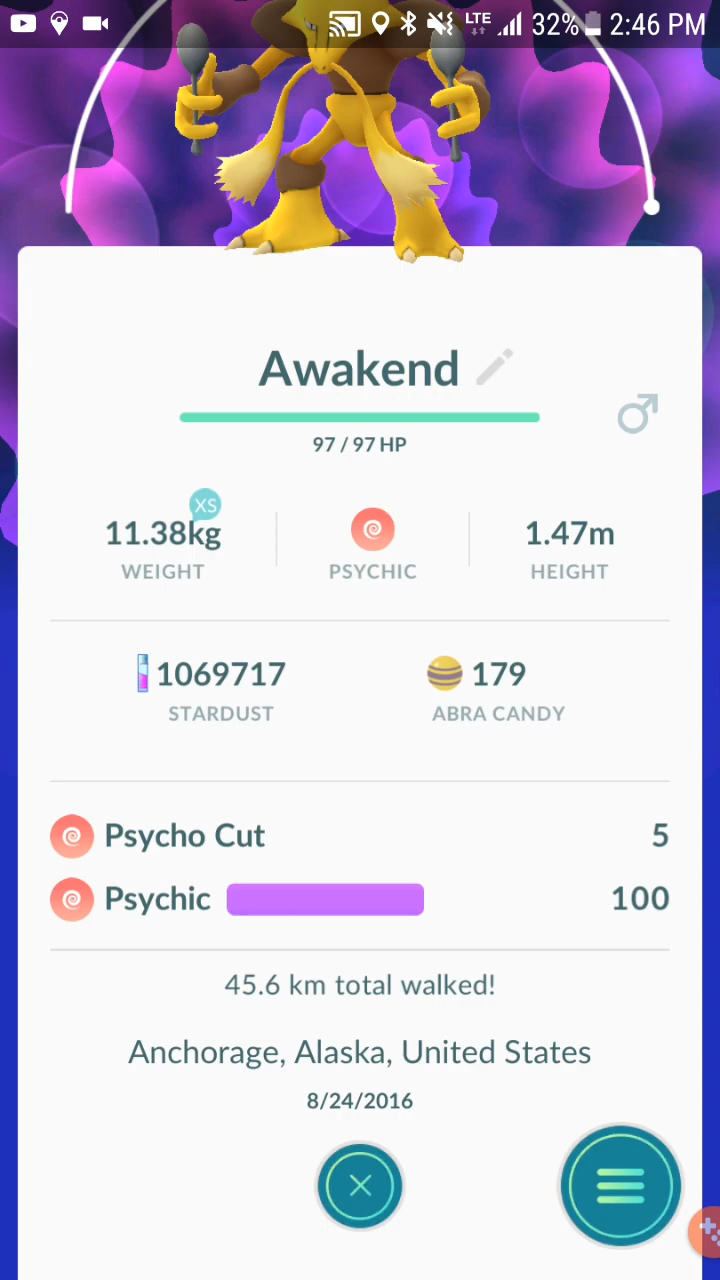 LTE 32% 2:46 PM
Awakend
97 / 97 HP
XS
11.38kg
WEIGHT
PSYCHIC
1.47m
HEIGHT
1069717
STARDUST
179
ABRA CANDY
Psycho Cut 5
Psychic 100
45.6 km total walked!
Anchorage, Alaska, United States
8/24/2016